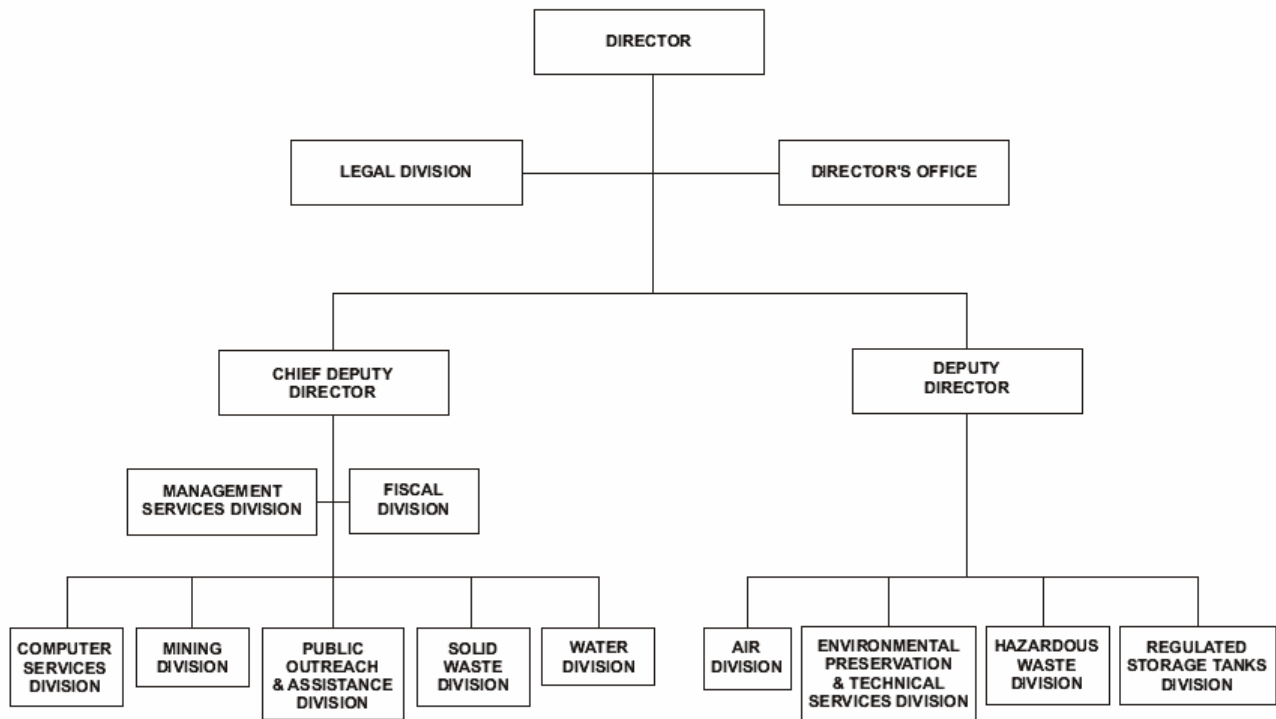 DIRECTOR
LEGAL DIVISION
DIRECTOR'S OFFICE
CHIEF DEPUTY
DIRECTOR
DEPUTY
DIRECTOR
MANAGEMENT
SERVICES DIVISION
FISCAL
DIVISION
COMPUTER
SERVICES
DIVISION
MINING
DIVISION
PUBLIC
OUTREACH
& ASSISTANCE
DIVISION
SOLID
WASTE
DIVISION
WATER
DIVISION
AIR
DIVISION
ENVIRONMENTAL
PRESERVATION
& TECHNICAL
SERVICES DIVISION
HAZARDOUS
WASTE
DIVISION
REGULATED
STORAGE TANKS
DIVISION